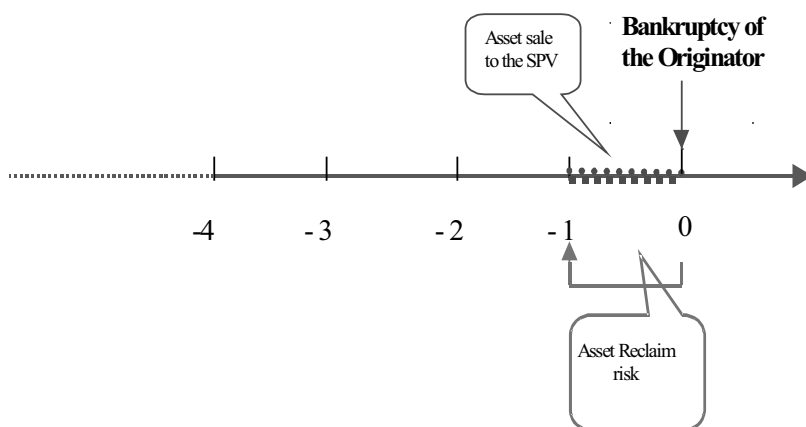 Asset sale
to the SPV
Bankruptcy of
the Originator
-4 -3 -2 -1 0
Asset Reclaim
risk